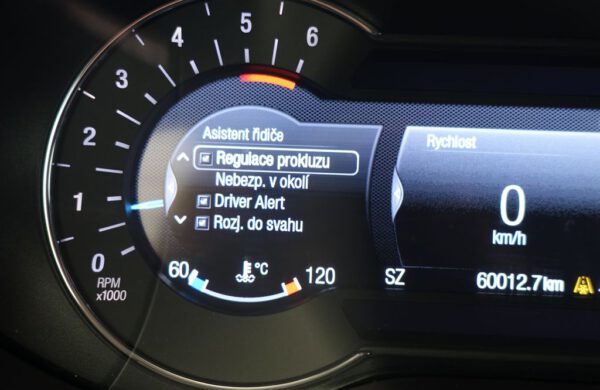 0
1
2
3
4
5
6
RPM
x1000
Asistent řidiče
Regulace prokluzu
Nebezp. v okolí
Driver Alert
Rozj. do svahu
60 °C 120
Rychlost
0
km/h
SZ 60012.7km